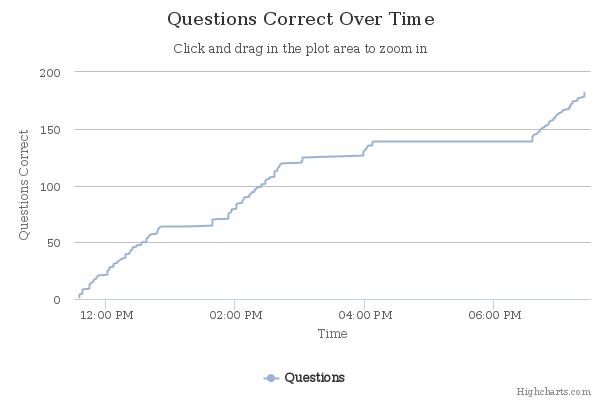 Questions Correct Over Time
Click and drag in the plot area to zoom in
Questions Correct
200
150
100
50
0
12:00 PM 02:00 PM 04:00 PM 06:00 PM
Time
Questions
Highcharts.com